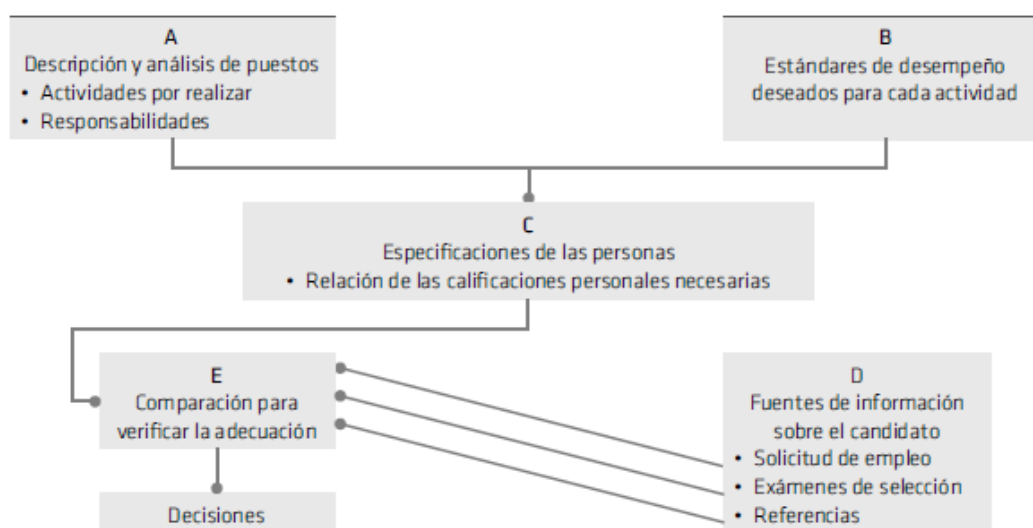 A
Descripción y análisis de puestos
• Actividades por realizar
• Responsabilidades
B
Estándares de desempeño
deseados para cada actividad
C
Especificaciones de las personas
• Relación de las calificaciones personales necesarias
E
Comparación para
verificar la adecuación
D
Fuentes de información
sobre el candidato
• Solicitud de empleo
• Exámenes de selección
• Referencias
Decisiones